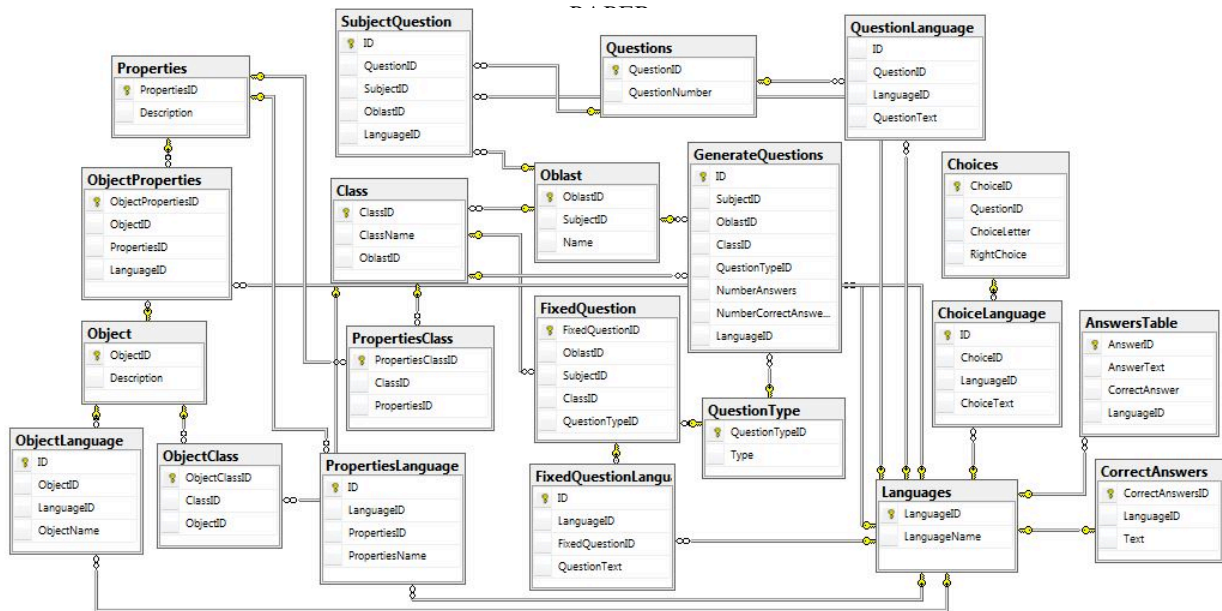 SubjectQuestion
ID
QuestionID
SubjectID
OblastID
LanguageID
Questions
QuestionID
QuestionNumber
QuestionLanguage
ID
QuestionID
LanguageID
QuestionText
Properties
PropertiesID
Description
ObjectProperties
ObjectPropertiesID
ObjectID
PropertiesID
LanguageID
Class
ClassID
ClassName
OblastID
Oblast
OblastID
SubjectID
Name
GenerateQuestions
ID
SubjectID
OblastID
ClassID
QuestionTypeID
NumberAnswers
NumberCorrectAnswe...
LanguageID
Choices
ChoiceID
QuestionID
ChoiceLetter
RightChoice
Object
ObjectID
Description
PropertiesClass
PropertiesClassID
ClassID
PropertiesID
FixedQuestion
FixedQuestionID
OblastID
SubjectID
ClassID
QuestionTypeID
ChoiceLanguage
ID
ChoiceID
LanguageID
ChoiceText
AnswersTable
AnswerID
AnswerText
CorrectAnswer
LanguageID
QuestionType
QuestionTypeID
Type
ObjectLanguage
ID
ObjectID
LanguageID
ObjectName
ObjectClass
ObjectClassID
ClassID
ObjectID
PropertiesLanguage
ID
LanguageID
PropertiesID
PropertiesName
FixedQuestionLangua
ID
LanguageID
FixedQuestionID
QuestionText
Languages
LanguageID
LanguageName
CorrectAnswers
CorrectAnswersID
LanguageID
Text